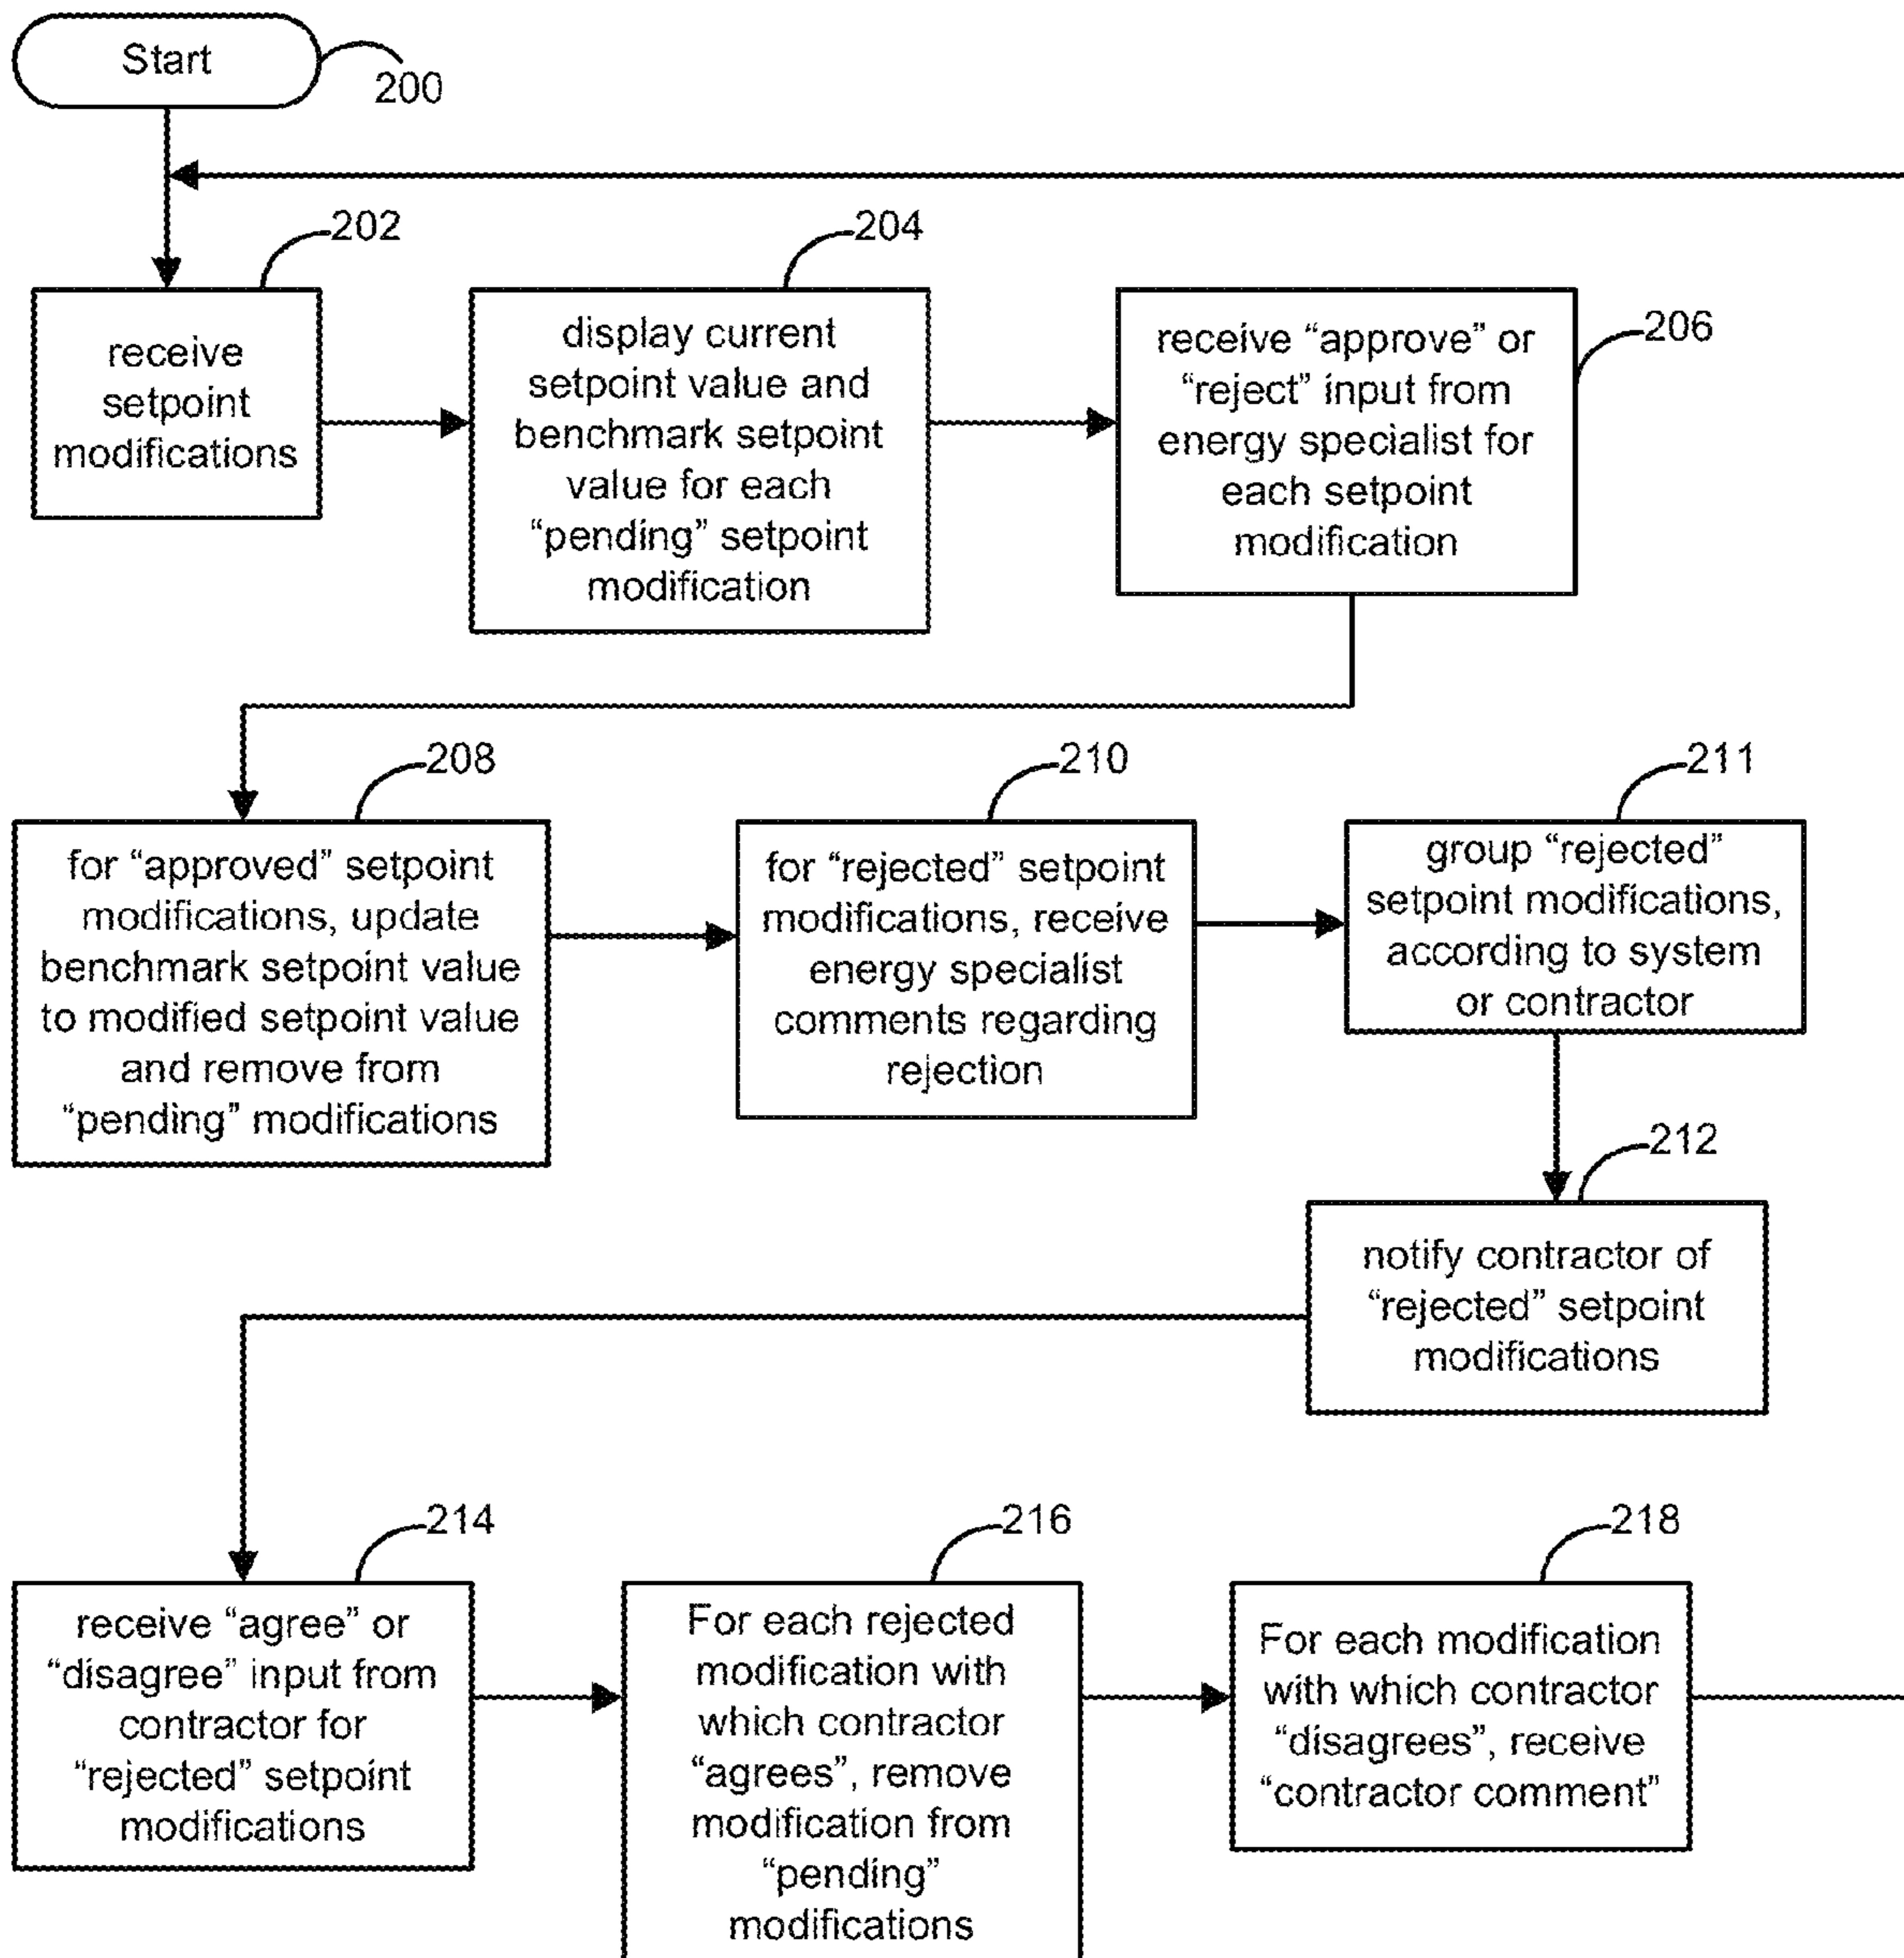 Start
200
202
receive
setpoint
modifications
204
display current
setpoint value and
benchmark setpoint
value for each
“pending” setpoint
modification
206
receive “approve” or
“reject” input from
energy specialist for
each setpoint
modification
208
for “approved” setpoint
modifications, update
benchmark setpoint value
to modified setpoint value
and remove from
“pending” modifications
210
for “rejected” setpoint
modifications, receive
energy specialist
comments regarding
rejection
211
group “rejected”
setpoint modifications,
according to system
or contractor
212
notify contractor of
“rejected” setpoint
modifications
214
receive “agree” or
“disagree” input from
contractor for
“rejected” setpoint
modifications
216
For each rejected
modification with
which contractor
“agrees”, remove
modification from
“pending”
modifications
218
For each modification
with which contractor
“disagrees”, receive
“contractor comment”